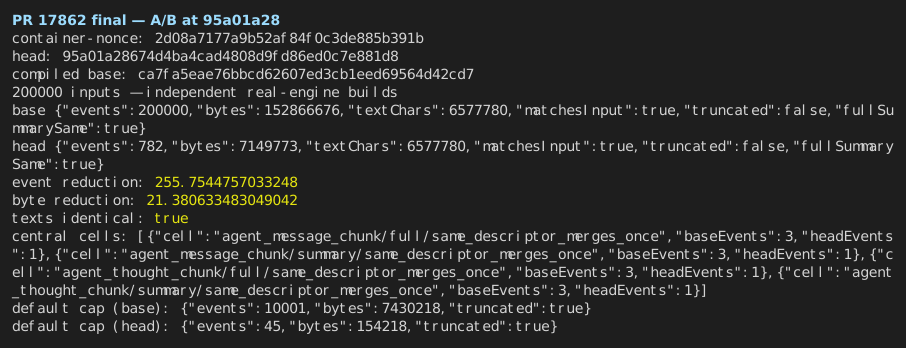 PR 17862 final — A/B at 95a01a28
container-nonce: 2d08a7177a9b52af84f0c3de885b391b
head: 95a01a28674d4ba4cad4808d9fd86ed0c7e881d8
compiled base: ca7fa5eae76bbcd62607ed3cb1eed69564d42cd7
200000 inputs — independent real-engine builds
base {"events":200000,"bytes":152866676,"textChars":6577780,"matchesInput":true,"truncated":false,"fullSu
mmarySame":true}
head {"events":782,"bytes":7149773,"textChars":6577780,"matchesInput":true,"truncated":false,"fullSummary
Same":true}
event reduction: 255.7544757033248
byte reduction: 21.380633483049042
texts identical: true
central cells: [{"cell":"agent_message_chunk/full/same_descriptor_merges_once","baseEvents":3,"headEvents
":1},{"cell":"agent_message_chunk/summary/same_descriptor_merges_once","baseEvents":3,"headEvents":1},{"c
ell":"agent_thought_chunk/full/same_descriptor_merges_once","baseEvents":3,"headEvents":1},{"cell":"agent
_thought_chunk/summary/same_descriptor_merges_once","baseEvents":3,"headEvents":1}]
default cap (base): {"events":10001,"bytes":7430218,"truncated":true}
default cap (head): {"events":45,"bytes":154218,"truncated":true}